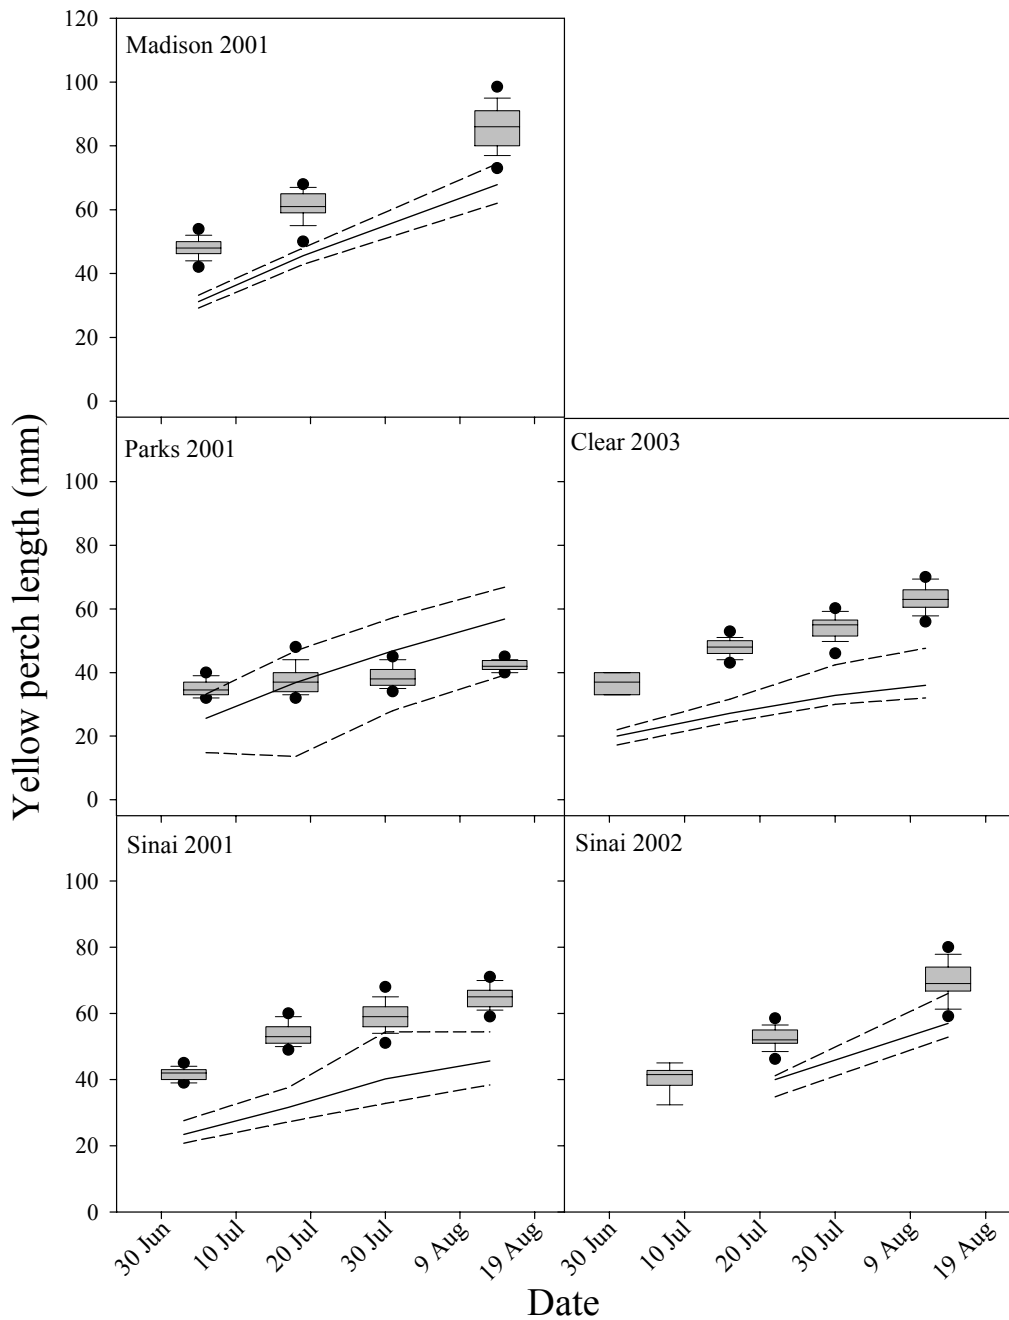 120
Madison 2001
100
80
60
40
20
0
Yellow perch length (mm)
Parks 2001
Clear 2003
100
80
60
40
20
0
Sinai 2001
Sinai 2002
100
80
60
40
20
0
30 Jun
10 Jul
20 Jul
30 Jul
9 Aug
19 Aug
30 Jun
10 Jul
20 Jul
30 Jul
9 Aug
19 Aug
Date